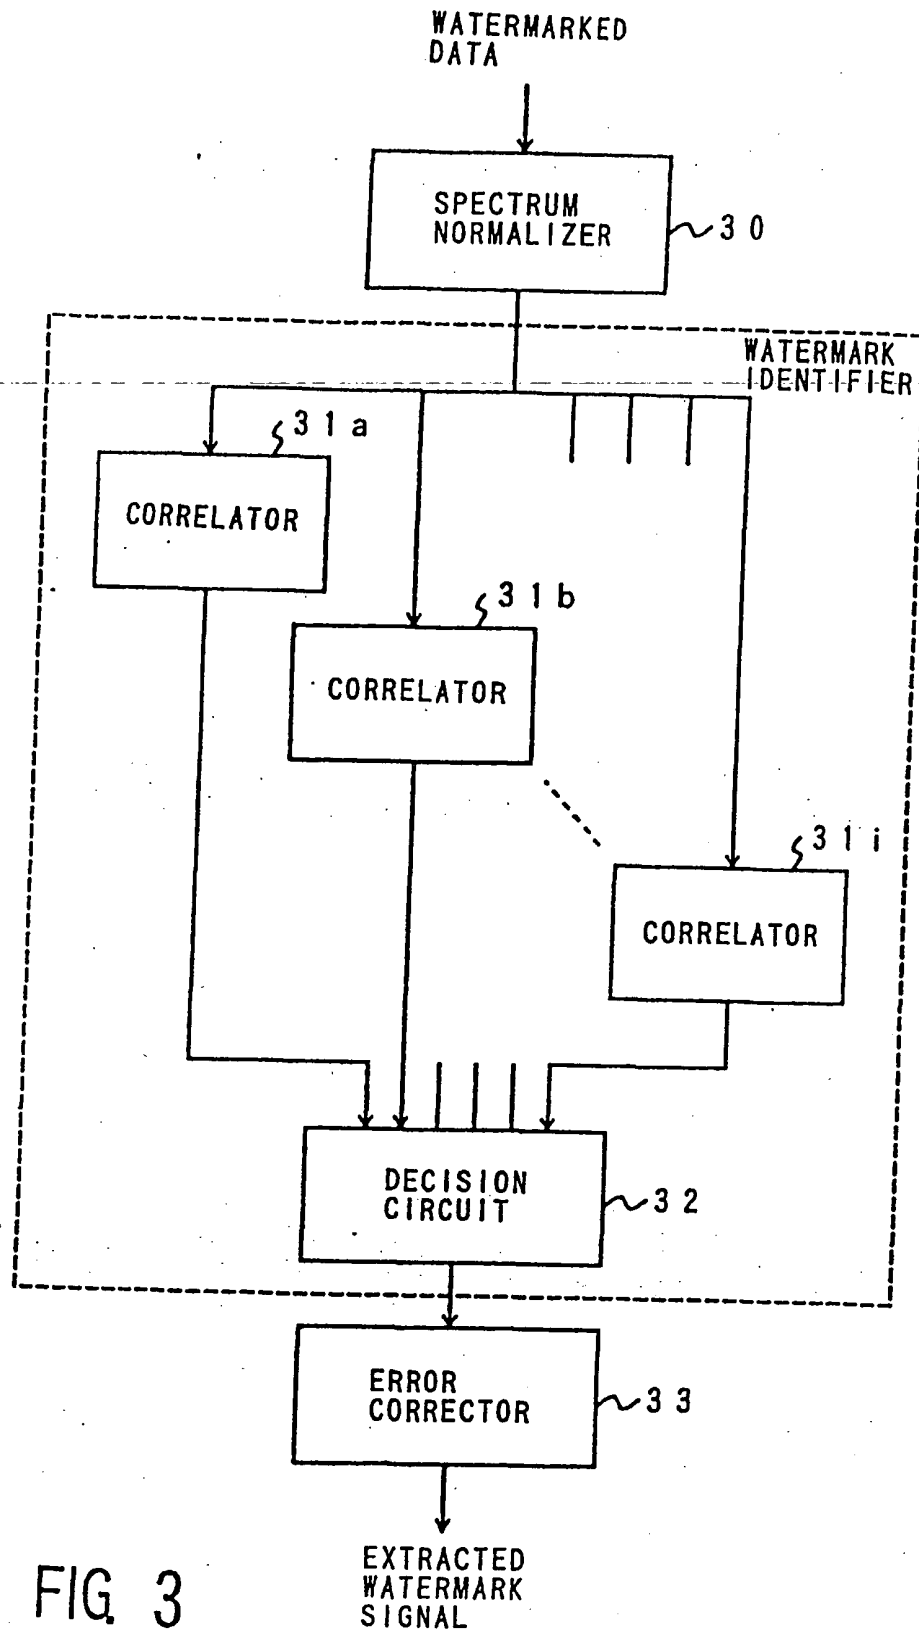 WATERMARKED
DATA
SPECTRUM
NORMALIZER
30
WATERMARK
IDENTIFIER
31a
CORRELATOR
31b
CORRELATOR
31i
CORRELATOR
DECISION
CIRCUIT
32
ERROR
CORRECTOR
33
EXTRACTED
WATERMARK
SIGNAL
FIG. 3